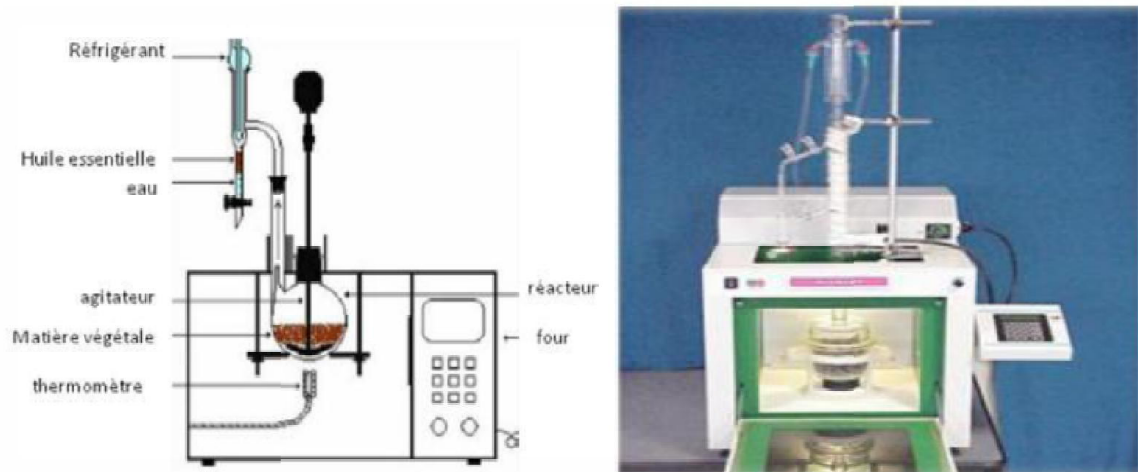 Réfrigérant
Huile essentielle
eau
agitateur
réacteur
Matière végétale
four
thermomètre